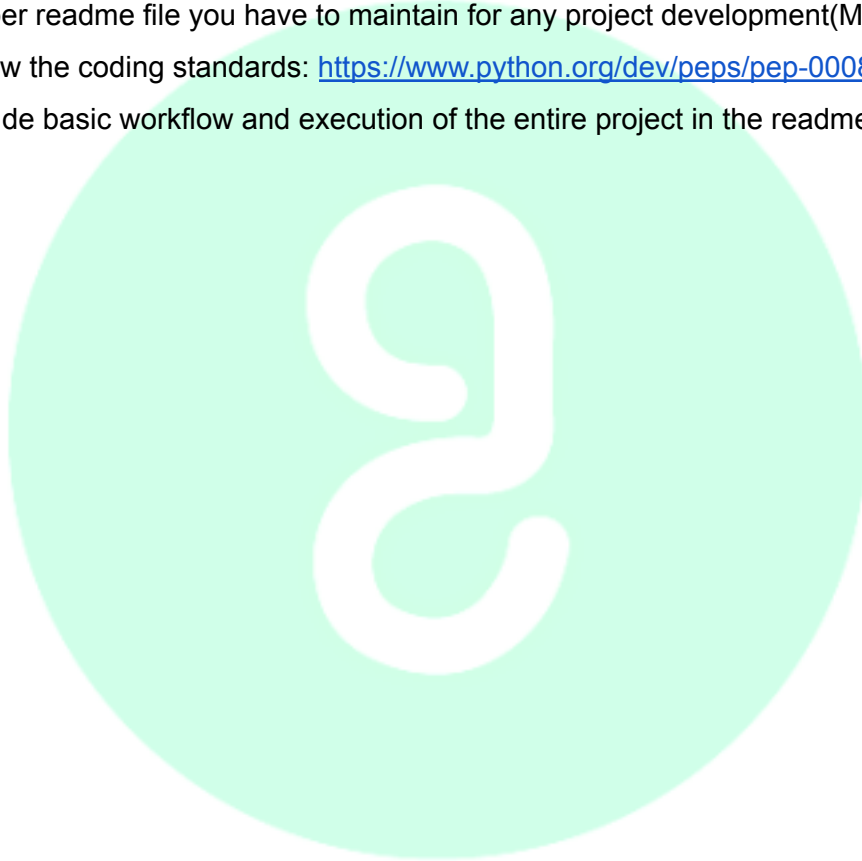 er readme file you have to maintain for any project development(M
w the coding standards: https://www.python.org/dev/peps/pep-0008
de basic workflow and execution of the entire project in the readme